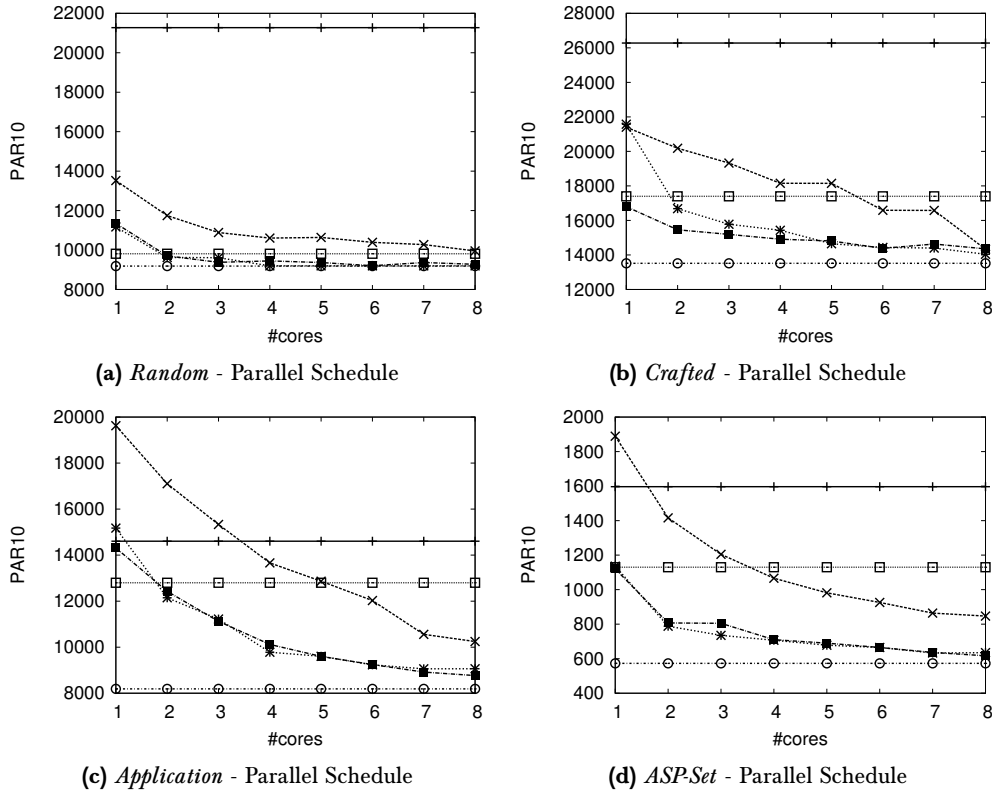 22000
20000
18000
16000
14000
12000
10000
8000
PAR10
1 2 3 4 5 6 7 8
#cores
(a) Random - Parallel Schedule
28000
26000
24000
22000
20000
18000
16000
14000
12000
PAR10
1 2 3 4 5 6 7 8
#cores
(b) Crafted - Parallel Schedule
20000
18000
16000
14000
12000
10000
8000
PAR10
1 2 3 4 5 6 7 8
#cores
(c) Application - Parallel Schedule
2000
1800
1600
1400
1200
1000
800
600
400
PAR10
1 2 3 4 5 6 7 8
#cores
(d) ASP-Set - Parallel Schedule